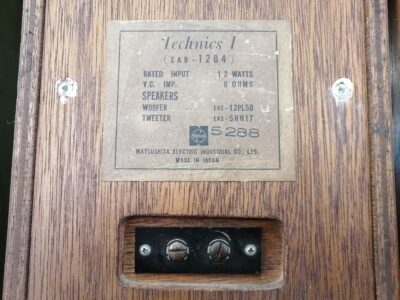 Technics 1
(EAB-1204)
RATED INPUT 12 WATTS
V.C. IMP. 8 OHMS
SPEAKERS
WOOFER EAS-12PL50
TWEETER EAS-5HH17
5288
MATSUSHITA ELECTRIC INDUSTRIAL CO., LTD.
MADE IN JAPAN